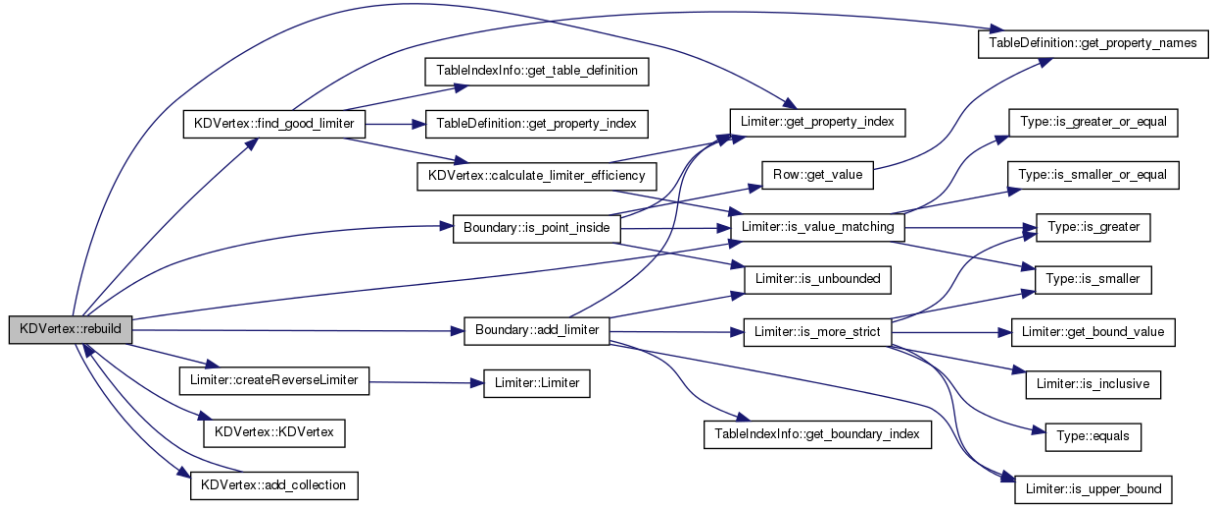 TableDefinition::get_property_names
TableIndexInfo::get_table_definition
KDVertex::find_good_limiter
TableDefinition::get_property_index
Limiter::get_property_index
Type::is_greater_or_equal
KDVertex::calculate_limiter_efficiency
Row::get_value
Type::is_smaller_or_equal
Boundary::is_point_inside
Limiter::is_value_matching
Type::is_greater
Limiter::is_unbounded
Type::is_smaller
KDVertex::rebuild
Boundary::add_limiter
Limiter::is_more_strict
Limiter::get_bound_value
Limiter::createReverseLimiter
Limiter::Limiter
Limiter::is_inclusive
KDVertex::KDVertex
TableIndexInfo::get_boundary_index
Type::equals
KDVertex::add_collection
Limiter::is_upper_bound